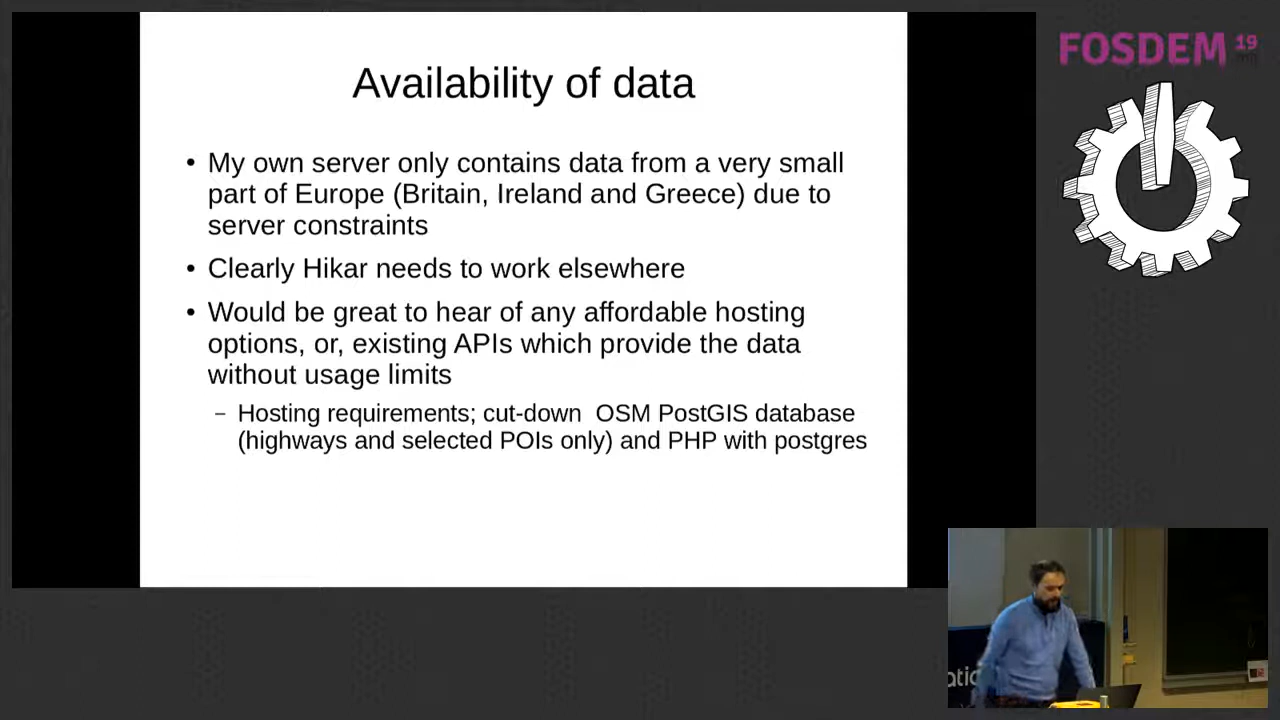 FOSDEM 19
Availability of data
• My own server only contains data from a very small
part of Europe (Britain, Ireland and Greece) due to
server constraints
• Clearly Hikar needs to work elsewhere
• Would be great to hear of any affordable hosting
options, or, existing APIs which provide the data
without usage limits
– Hosting requirements; cut-down OSM PostGIS database
(highways and selected POIs only) and PHP with postgres